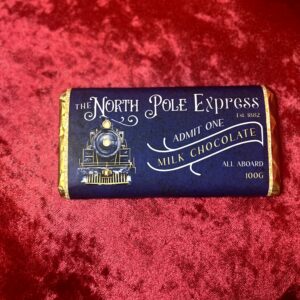 THE NORTH POLE EXPRESS
EST. 1882
ADMIT ONE
MILK CHOCOLATE
ALL ABOARD
100G